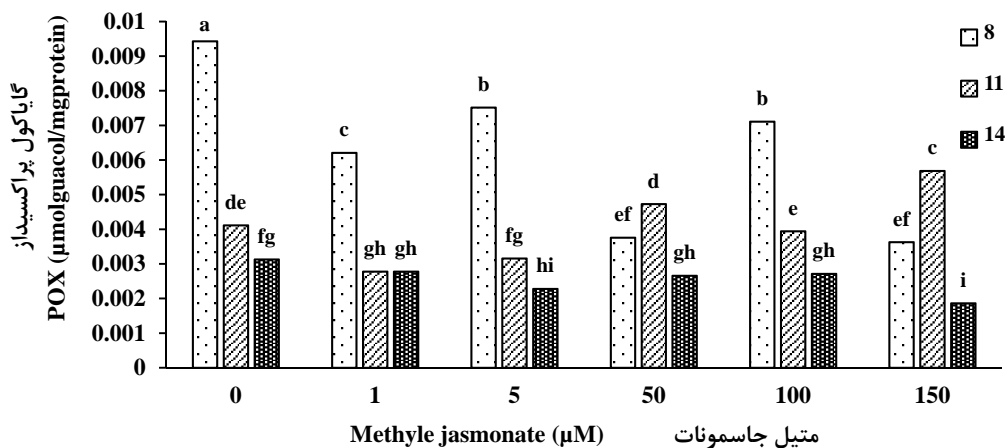 گایاکول پراکسیداز
POX (μmolguacol/mgprotein)
0.01
0.009
0.008
0.007
0.006
0.005
0.004
0.003
0.002
0.001
0
a
de
fg
c
gh
gh
b
fg
hi
ef
d
gh
b
e
gh
ef
c
i
8
11
14
0 1 5 50 100 150
Methyle jasmonate (μM) متیل جاسمونات